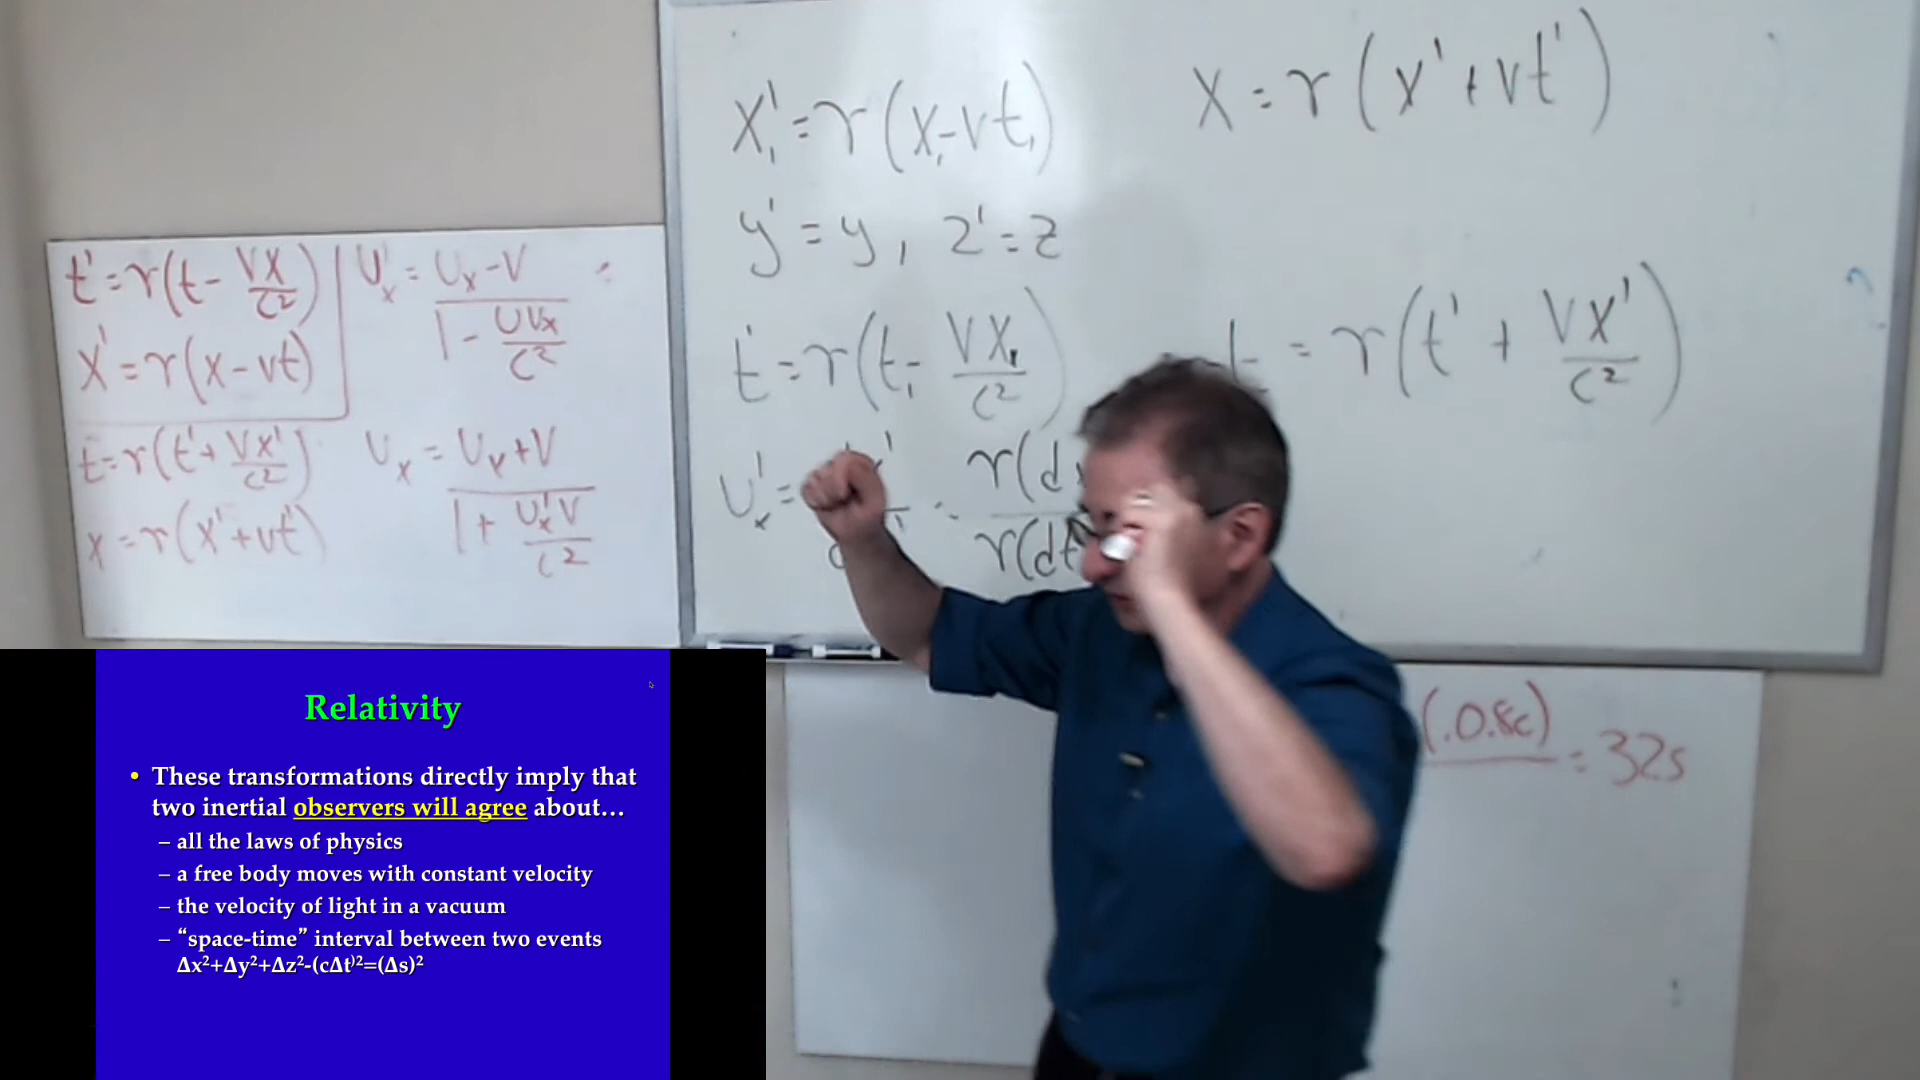 t' = γ(t - VX/C²)
X' = γ(x - vt)
t = γ(t' + VX'/C²)
x = γ(x' + vt')
U'x = Ux - V / 1 - UVx/C²
Ux = Ux + V / 1 + U'xV/C²
X'₁ = γ(X₁ - vt₁)
y' = y, z' = z
t' = γ(t₁ - VX₁/C²)
U'x =
γ(d
γ(dt
X = γ(x' + vt')
t = γ(t' + VX'/C²)
(.0.8c)
= 32s
Relativity
• These transformations directly imply that
two inertial observers will agree about…
– all the laws of physics
– a free body moves with constant velocity
– the velocity of light in a vacuum
– “space-time” interval between two events
Δx²+Δy²+Δz²-(cΔt)²=(Δs)²